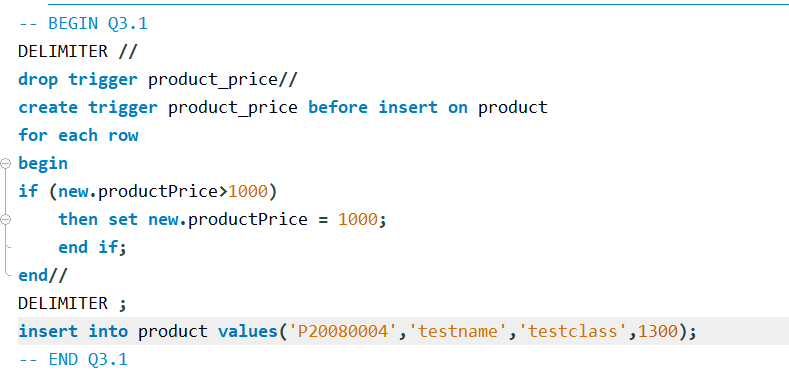 -- BEGIN Q3.1
DELIMITER //
drop trigger product_price//
create trigger product_price before insert on product
for each row
begin
if (new.productPrice>1000)
    then set new.productPrice = 1000;
    end if;
end//
DELIMITER ;
insert into product values('P20080004','testname','testclass',1300);
-- END Q3.1